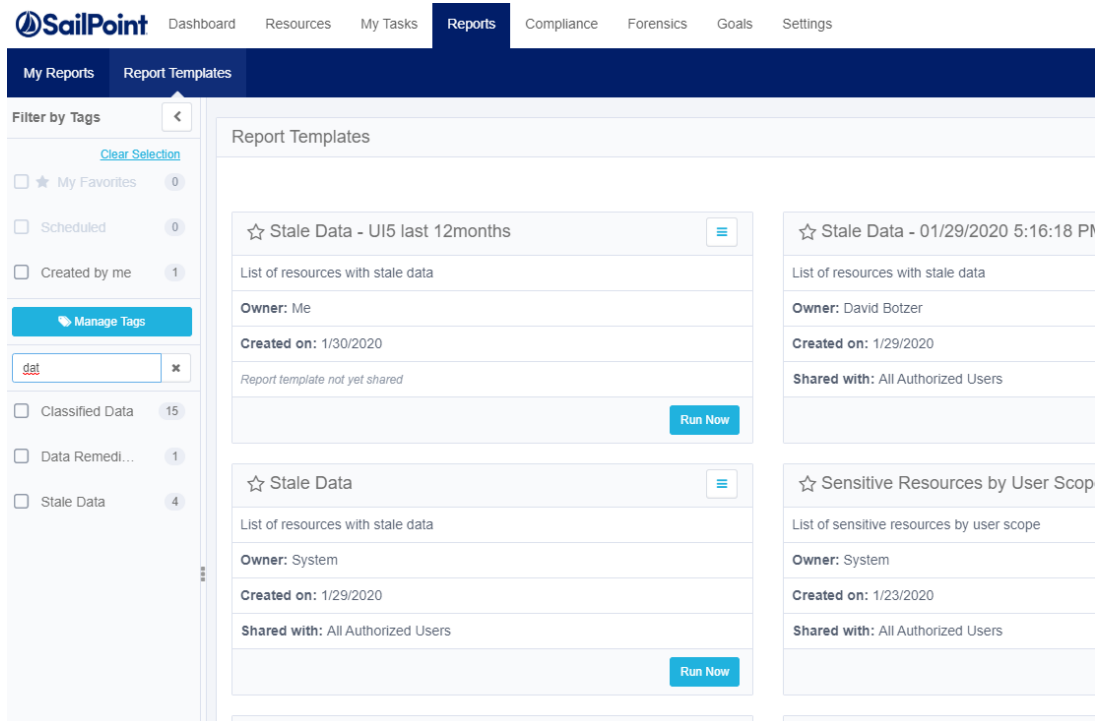 SailPoint Dashboard Resources My Tasks Reports Compliance Forensics Goals Settings
My Reports Report Templates
Filter by Tags
Clear Selection
My Favorites 0
Scheduled 0
Created by me 1
Manage Tags
dat
Classified Data 15
Data Remedi... 1
Stale Data 4
Report Templates
Stale Data - UI5 last 12months
List of resources with stale data
Owner: Me
Created on: 1/30/2020
Report template not yet shared
Run Now
Stale Data - 01/29/2020 5:16:18 PM
List of resources with stale data
Owner: David Botzer
Created on: 1/29/2020
Shared with: All Authorized Users
Stale Data
List of resources with stale data
Owner: System
Created on: 1/29/2020
Shared with: All Authorized Users
Run Now
Sensitive Resources by User Scope
List of sensitive resources by user scope
Owner: System
Created on: 1/23/2020
Shared with: All Authorized Users